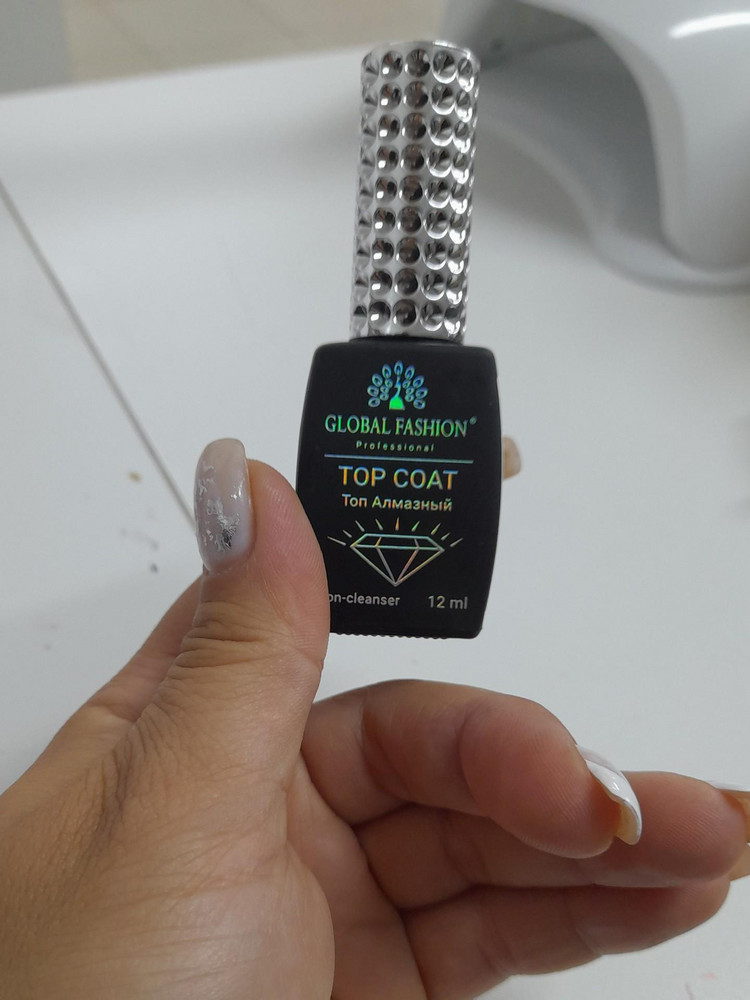 GLOBAL FASHION®
Professional
TOP COAT
Топ Алмазный
on-cleanser 12 ml